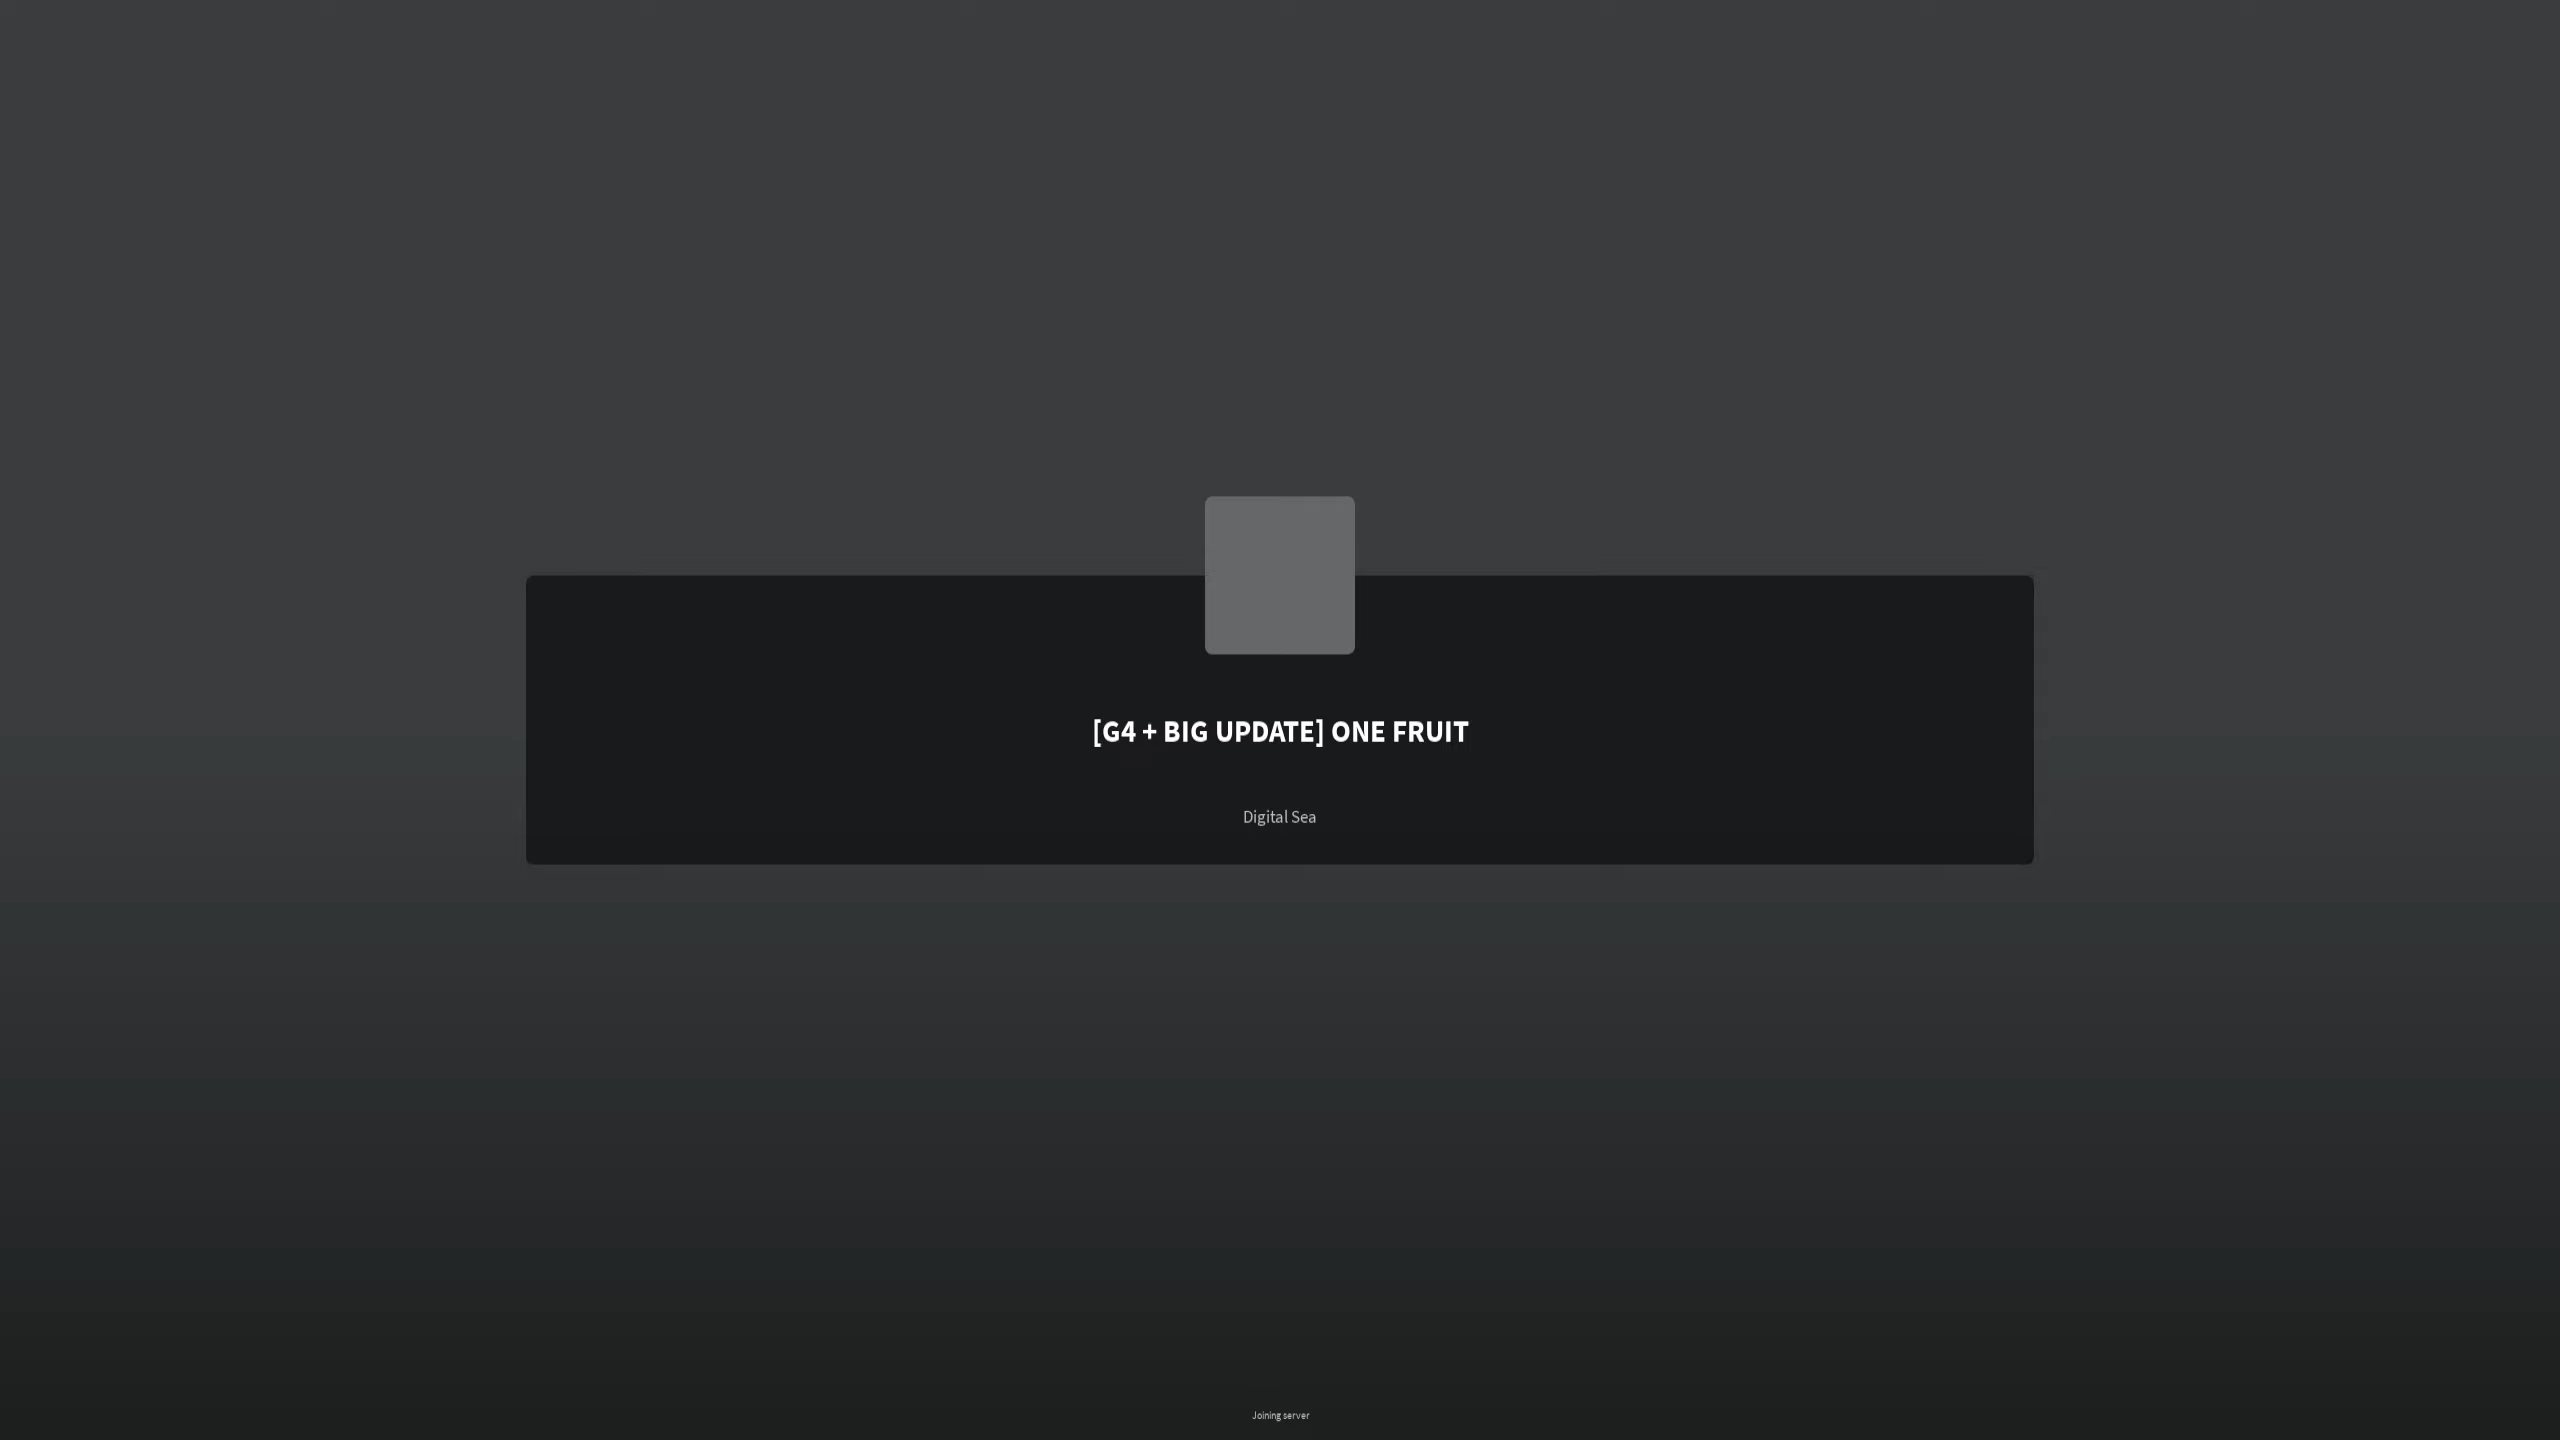 [G4 + BIG UPDATE] ONE FRUIT
Digital Sea
Joining server